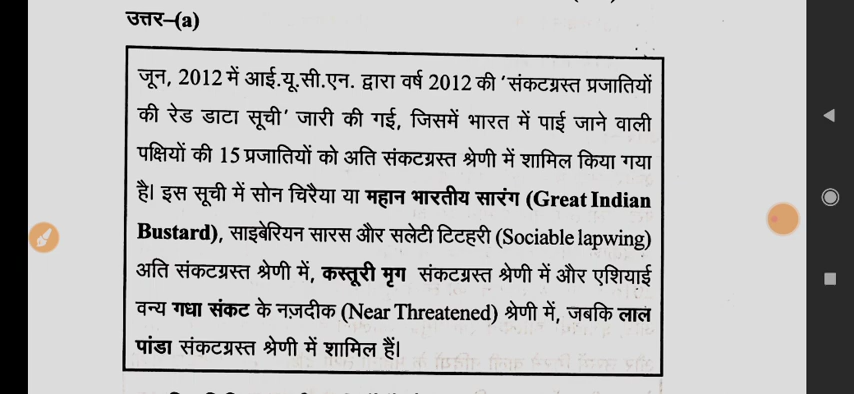 उत्तर–(a)
जून, 2012 में आई.यू.सी.एन. द्वारा वर्ष 2012 की 'संकटग्रस्त प्रजातियों
की रेड डाटा सूची' जारी की गई, जिसमें भारत में पाई जाने वाली
पक्षियों की 15 प्रजातियों को अति संकटग्रस्त श्रेणी में शामिल किया गया
है। इस सूची में सोन चिरैया या महान भारतीय सारंग (Great Indian
Bustard), साइबेरियन सारस और सलेटी टिटहरी (Sociable lapwing)
अति संकटग्रस्त श्रेणी में, कस्तूरी मृग संकटग्रस्त श्रेणी में और एशियाई
वन्य गधा संकट के नज़दीक (Near Threatened) श्रेणी में, जबकि लाल
पांडा संकटग्रस्त श्रेणी में शामिल हैं।